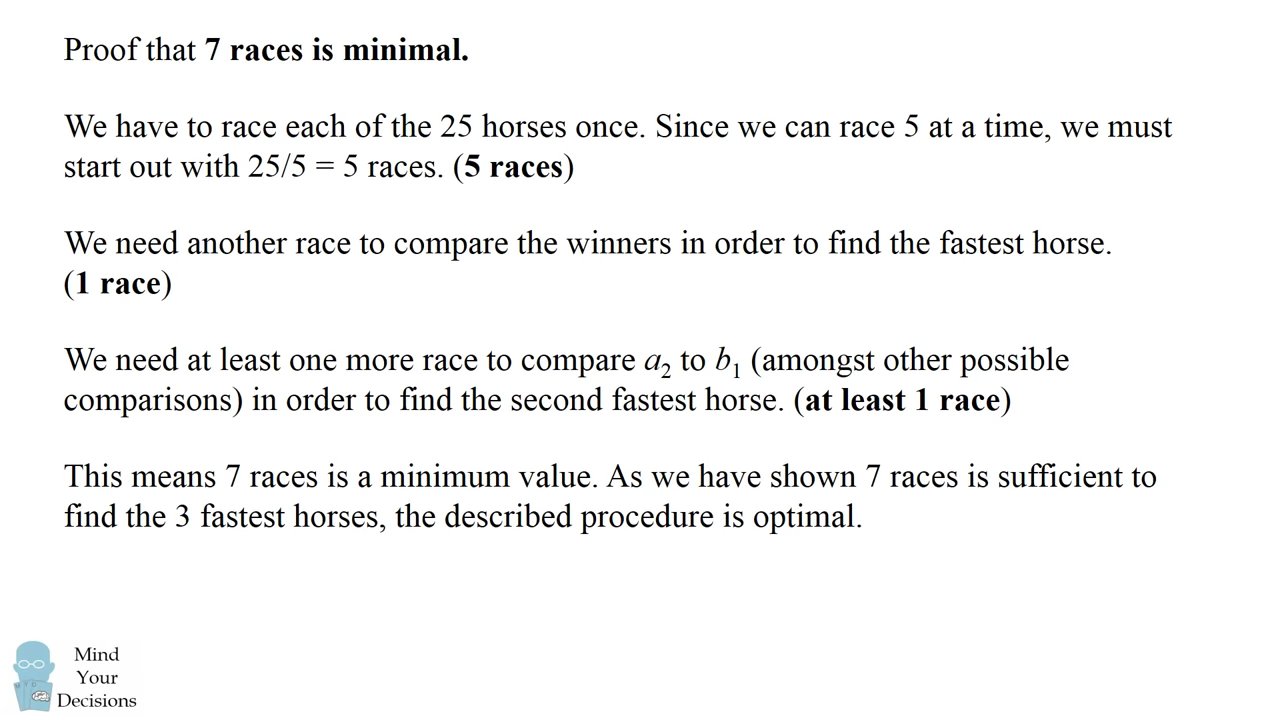 Proof that 7 races is minimal.
We have to race each of the 25 horses once. Since we can race 5 at a time, we must
start out with 25/5 = 5 races. (5 races)
We need another race to compare the winners in order to find the fastest horse.
(1 race)
We need at least one more race to compare a₂ to b₁ (amongst other possible
comparisons) in order to find the second fastest horse. (at least 1 race)
This means 7 races is a minimum value. As we have shown 7 races is sufficient to
find the 3 fastest horses, the described procedure is optimal.
Mind
Your
Decisions